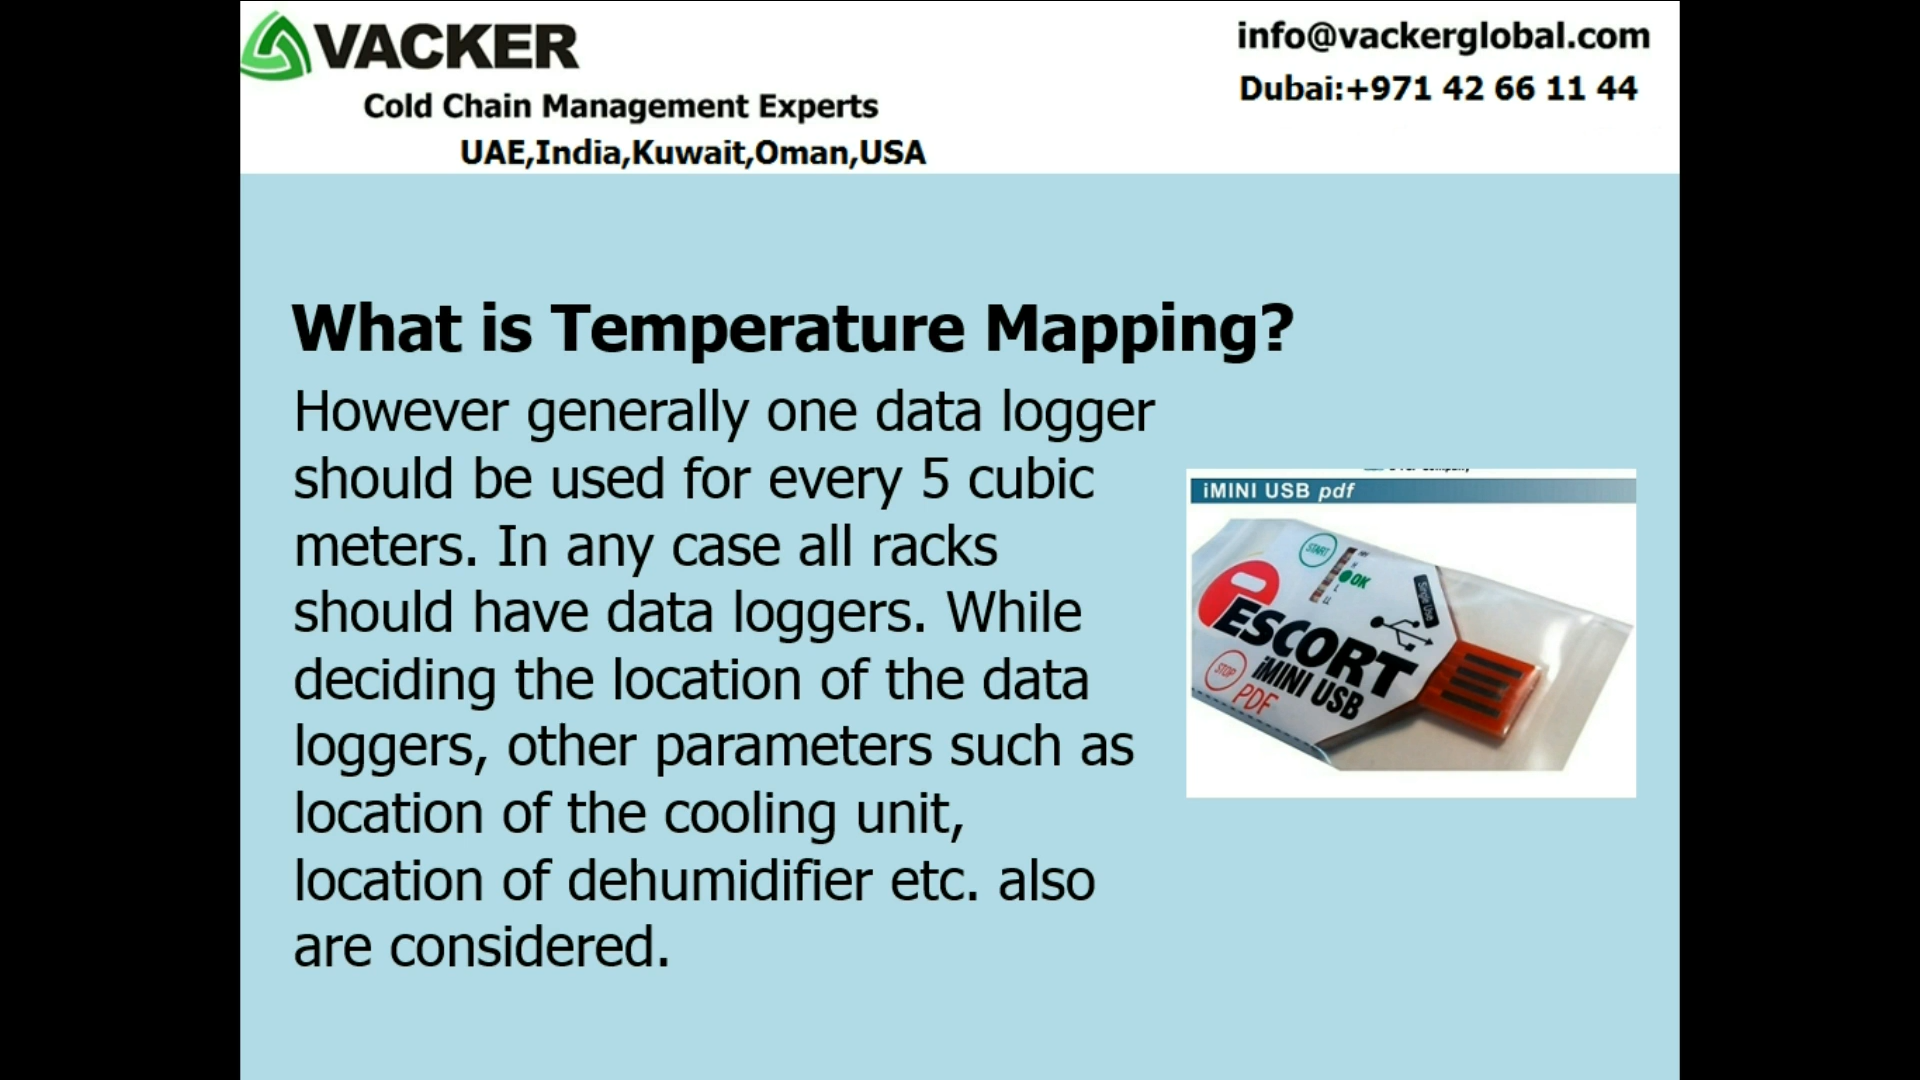 VACKER
Cold Chain Management Experts
UAE,India,Kuwait,Oman,USA
info@vackerglobal.com
Dubai:+971 42 66 11 44
What is Temperature Mapping?
However generally one data logger
should be used for every 5 cubic
meters. In any case all racks
should have data loggers. While
deciding the location of the data
loggers, other parameters such as
location of the cooling unit,
location of dehumidifier etc. also
are considered.
iMINI USB pdf
START
OK
Single Use
ESCORT
iMINI USB
STOP
PDF